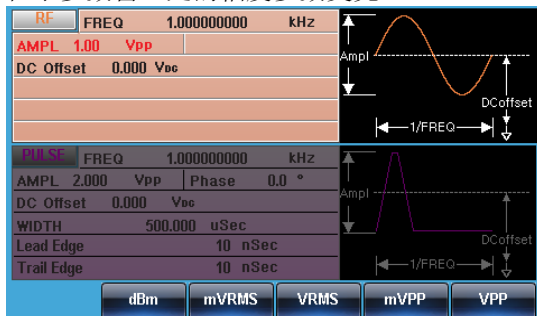 RF FREQ 1.000000000 kHz
AMPL 1.00 Vpp
DC Offset 0.000 VDC
Ampl
DCoffset
1/FREQ
PULSE FREQ 1.000000000 kHz
AMPL 2.000 Vpp Phase 0.0 °
DC Offset 0.000 VDC
WIDTH 500.000 uSec
Lead Edge 10 nSec
Trail Edge 10 nSec
Ampl
DCoffset
1/FREQ
dBm mVRMS VRMS mVPP VPP